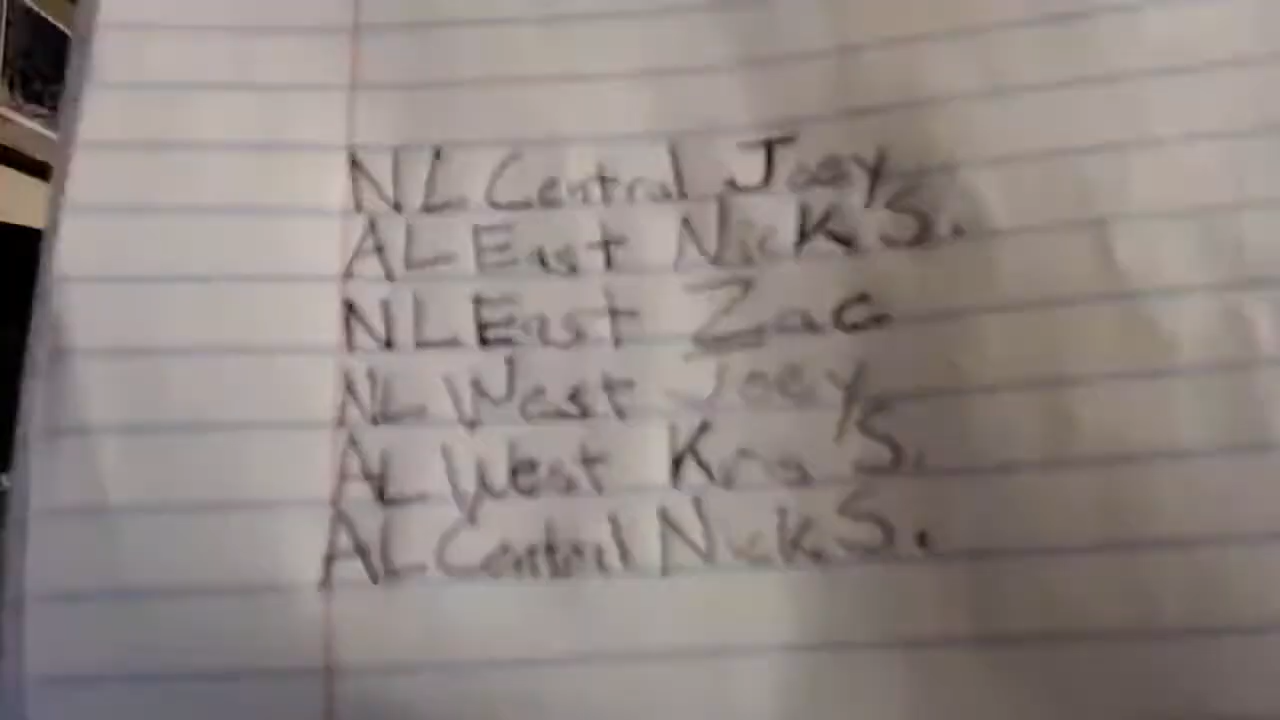 NL Central Joey
AL East Nick S.
NL East Zac
NL West Joey
AL West Kris S.
AL Central Nick S.